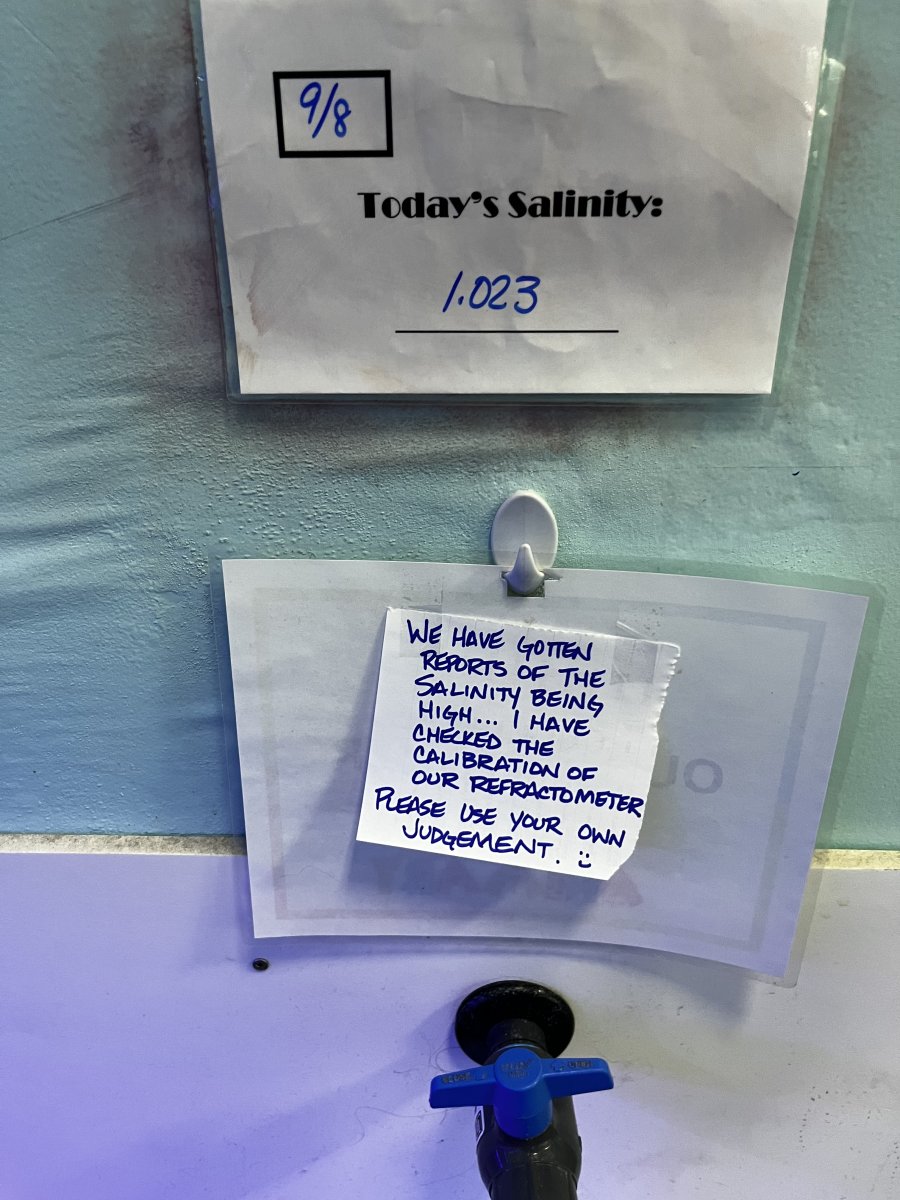 9/8
Today's Salinity:
1.023
WE HAVE GOTTEN
REPORTS OF THE
SALINITY BEING
HIGH... I HAVE
CHECKED THE
CALIBRATION OF
OUR REFRACTOMETER
PLEASE USE YOUR OWN
JUDGEMENT. :)